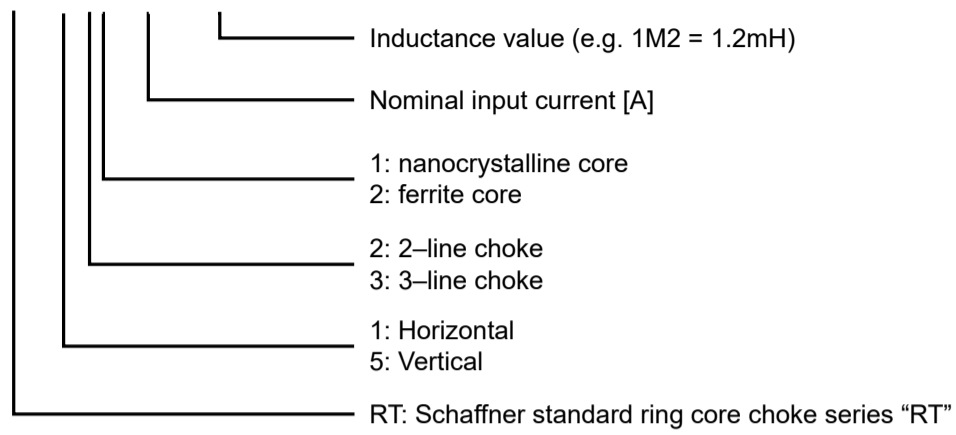 Inductance value (e.g. 1M2 = 1.2mH)
Nominal input current [A]
1: nanocrystalline core
2: ferrite core
2: 2–line choke
3: 3–line choke
1: Horizontal
5: Vertical
RT: Schaffner standard ring core choke series “RT”